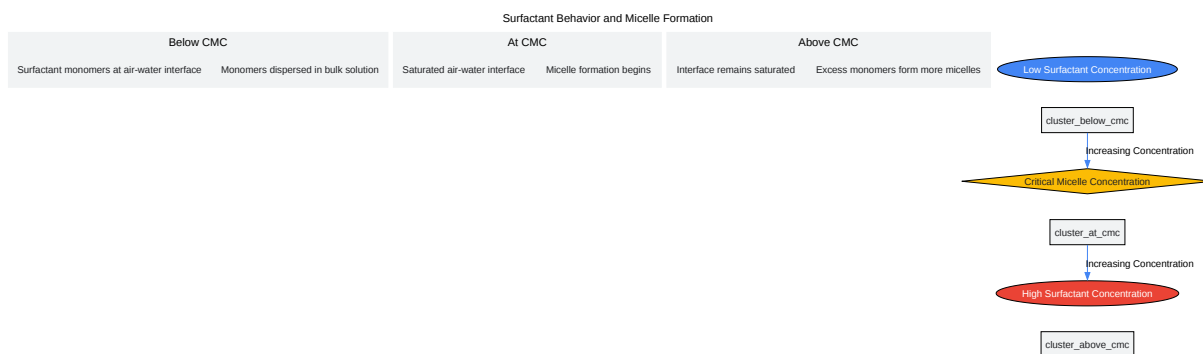 Surfactant Behavior and Micelle Formation
Below CMC
Surfactant monomers at air-water interface
Monomers dispersed in bulk solution
At CMC
Saturated air-water interface
Micelle formation begins
Above CMC
Interface remains saturated
Excess monomers form more micelles
Low Surfactant Concentration
cluster_below_cmc
Increasing Concentration
Critical Micelle Concentration
cluster_at_cmc
Increasing Concentration
High Surfactant Concentration
cluster_above_cmc